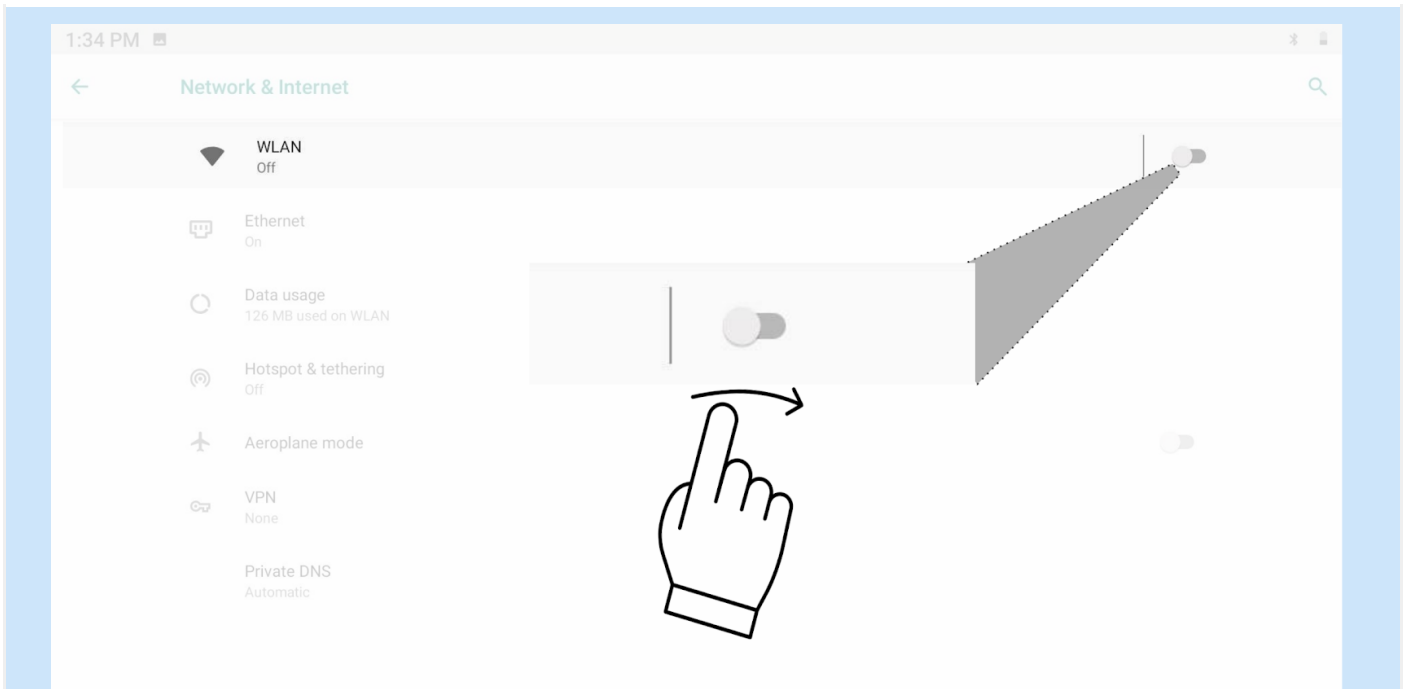 1:34 PM
Network & Internet
WLAN
Off
Ethernet
On
Data usage
126 MB used on WLAN
Hotspot & tethering
Off
Aeroplane mode
VPN
None
Private DNS
Automatic